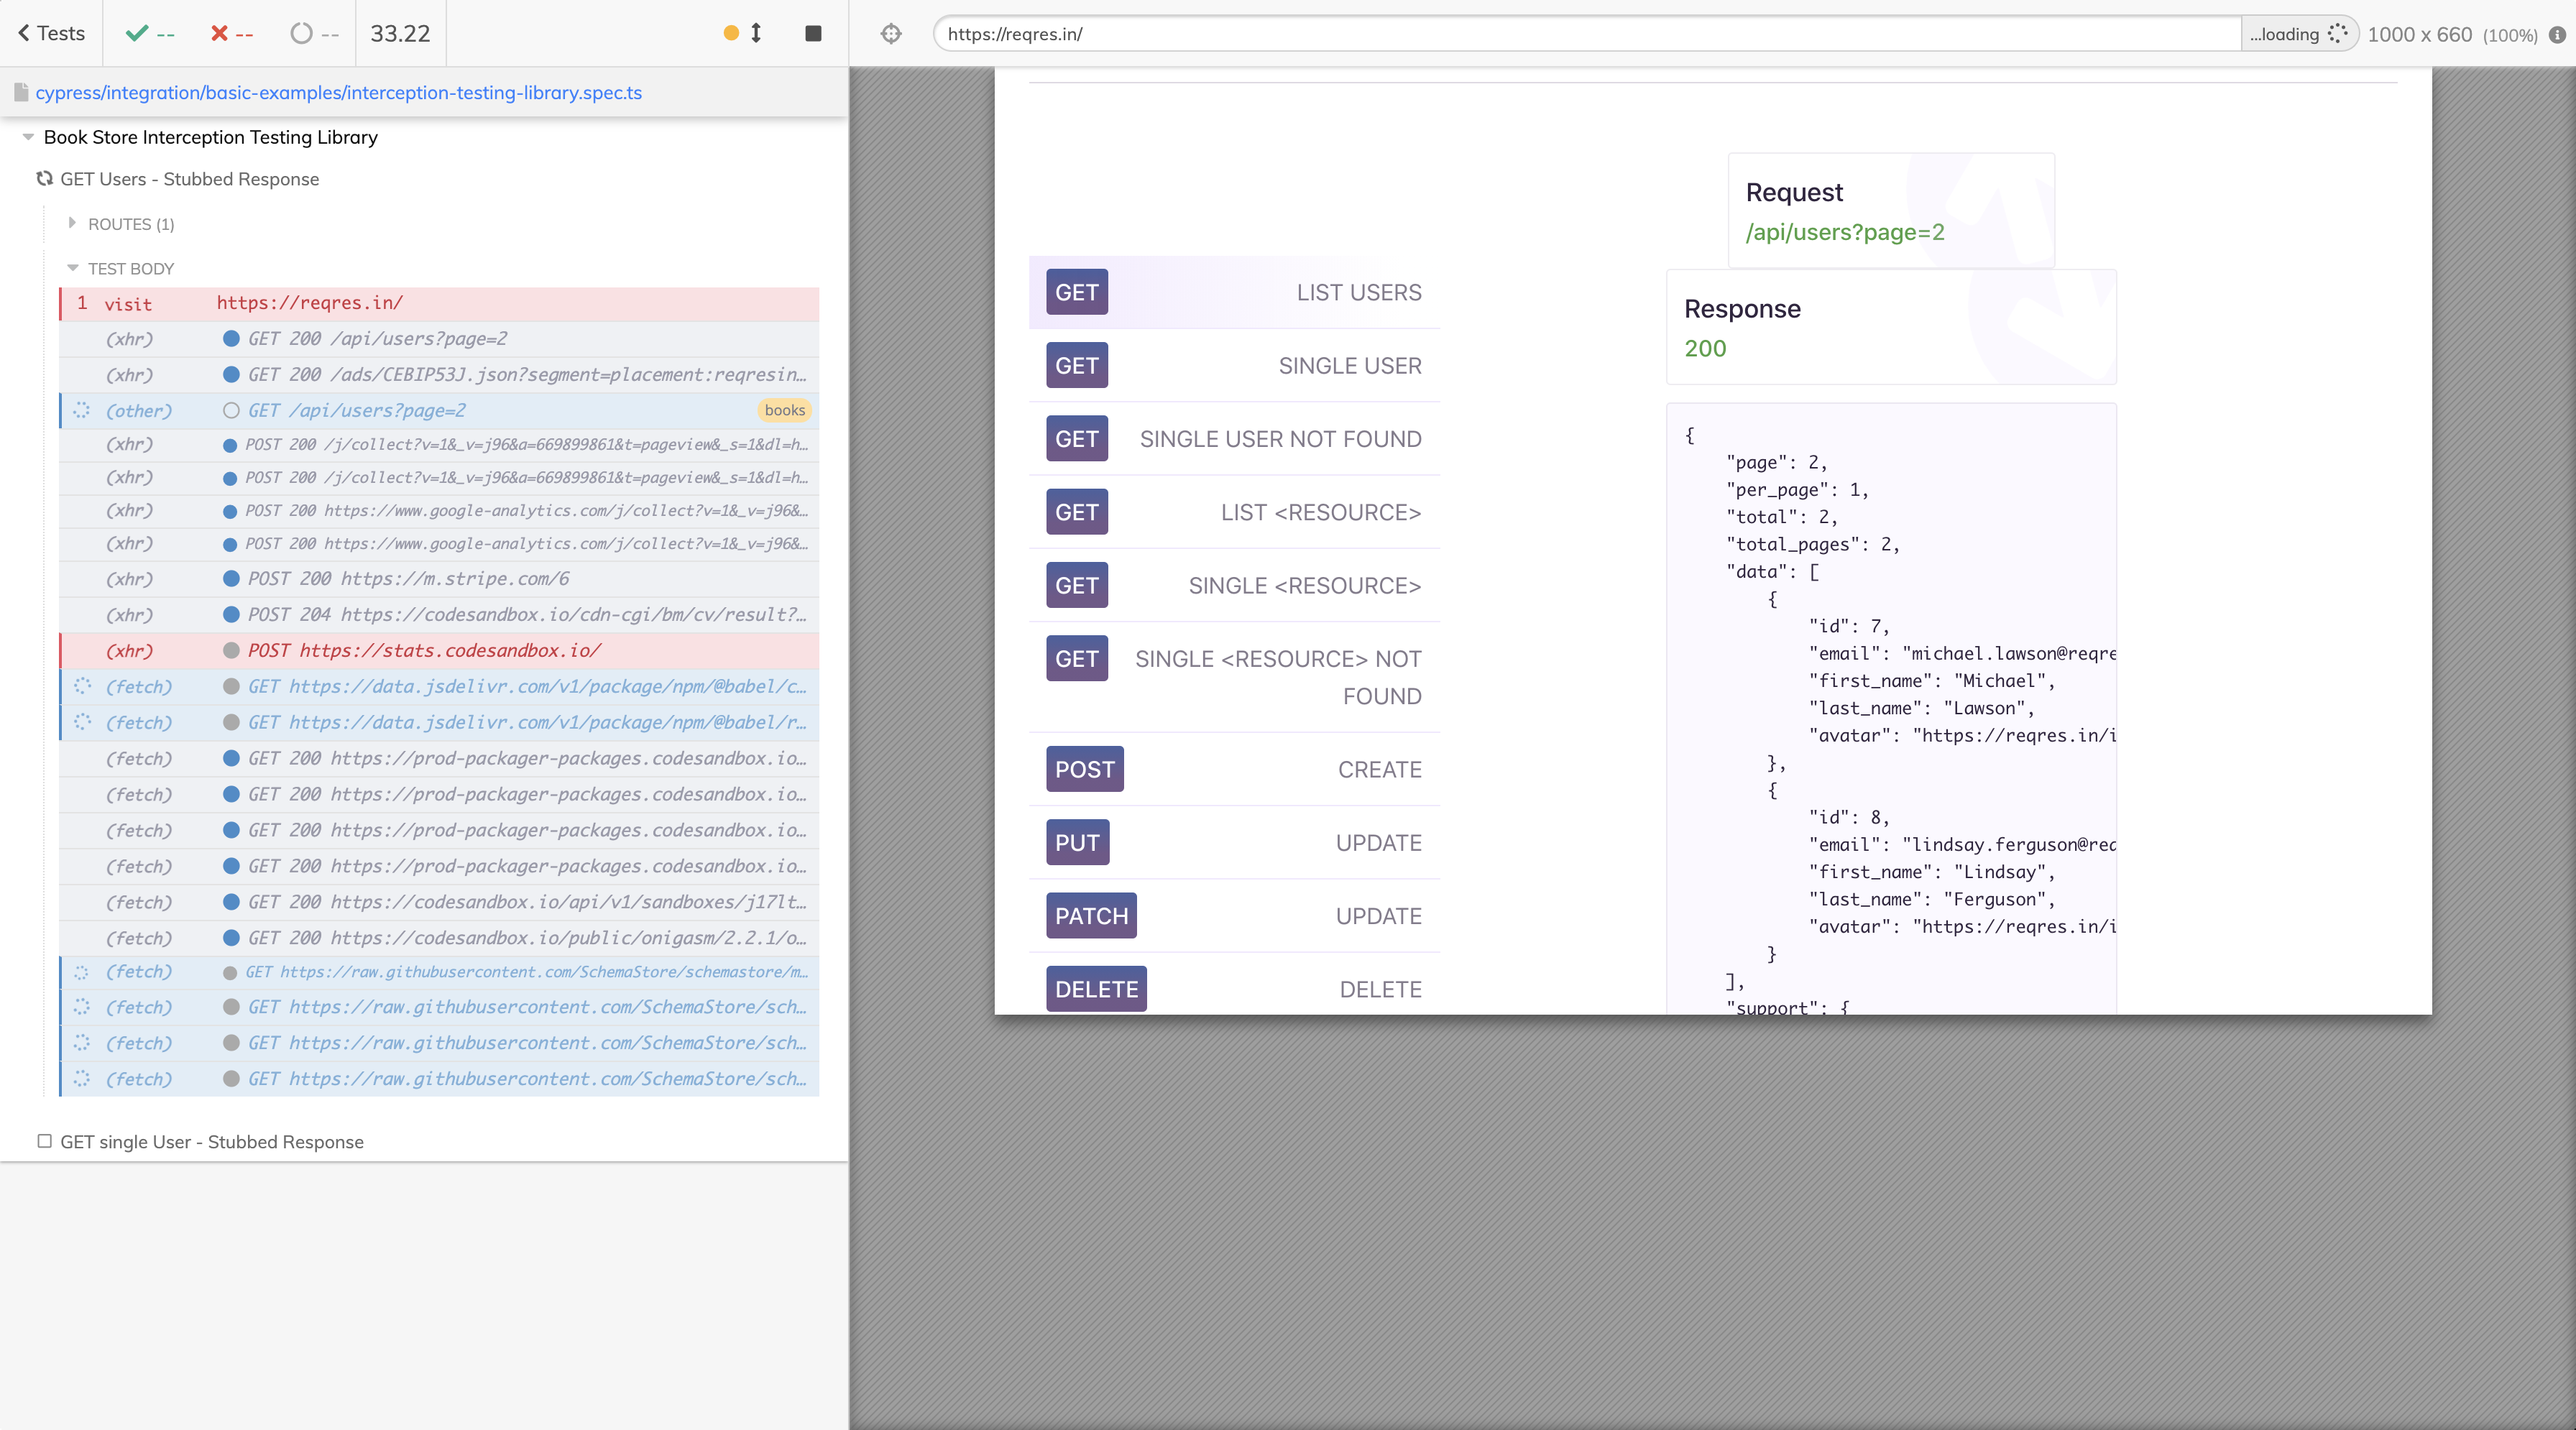 Tests
--
--
--
33.22
https://reqres.in/
...loading
1000 x 660 (100%)
cypress/integration/basic-examples/interception-testing-library.spec.ts
Book Store Interception Testing Library
GET Users - Stubbed Response
ROUTES (1)
TEST BODY
1 visit https://reqres.in/
(xhr) GET 200 /api/users?page=2
(xhr) GET 200 /ads/CEBIP53J.json?segment=placement:reqresin...
(other) GET /api/users?page=2 books
(xhr) POST 200 /j/collect?v=1&_v=j96&a=669899861&t=pageview&_s=1&dl=h...
(xhr) POST 200 /j/collect?v=1&_v=j96&a=669899861&t=pageview&_s=1&dl=h...
(xhr) POST 200 https://www.google-analytics.com/j/collect?v=1&_v=j96&...
(xhr) POST 200 https://www.google-analytics.com/j/collect?v=1&_v=j96&...
(xhr) POST 200 https://m.stripe.com/6
(xhr) POST 204 https://codesandbox.io/cdn-cgi/bm/cv/result?...
(xhr) POST https://stats.codesandbox.io/
(fetch) GET https://data.jsdelivr.com/v1/package/npm/@babel/c...
(fetch) GET https://data.jsdelivr.com/v1/package/npm/@babel/r...
(fetch) GET 200 https://prod-packager-packages.codesandbox.io...
(fetch) GET 200 https://prod-packager-packages.codesandbox.io...
(fetch) GET 200 https://prod-packager-packages.codesandbox.io...
(fetch) GET 200 https://prod-packager-packages.codesandbox.io...
(fetch) GET 200 https://codesandbox.io/api/v1/sandboxes/j17lt...
(fetch) GET 200 https://codesandbox.io/public/onigasm/2.2.1/o...
(fetch) GET https://raw.githubusercontent.com/SchemaStore/schemastore/m...
(fetch) GET https://raw.githubusercontent.com/SchemaStore/sch...
(fetch) GET https://raw.githubusercontent.com/SchemaStore/sch...
(fetch) GET https://raw.githubusercontent.com/SchemaStore/sch...
GET single User - Stubbed Response
GET LIST USERS
GET SINGLE USER
GET SINGLE USER NOT FOUND
GET LIST <RESOURCE>
GET SINGLE <RESOURCE>
GET SINGLE <RESOURCE> NOT
FOUND
POST CREATE
PUT UPDATE
PATCH UPDATE
DELETE DELETE
Request
/api/users?page=2
Response
200
{
"page": 2,
"per_page": 1,
"total": 2,
"total_pages": 2,
"data": [
{
"id": 7,
"email": "michael.lawson@reqre
"first_name": "Michael",
"last_name": "Lawson",
"avatar": "https://reqres.in/i
},
{
"id": 8,
"email": "lindsay.ferguson@req
"first_name": "Lindsay",
"last_name": "Ferguson",
"avatar": "https://reqres.in/i
}
],
"support": {